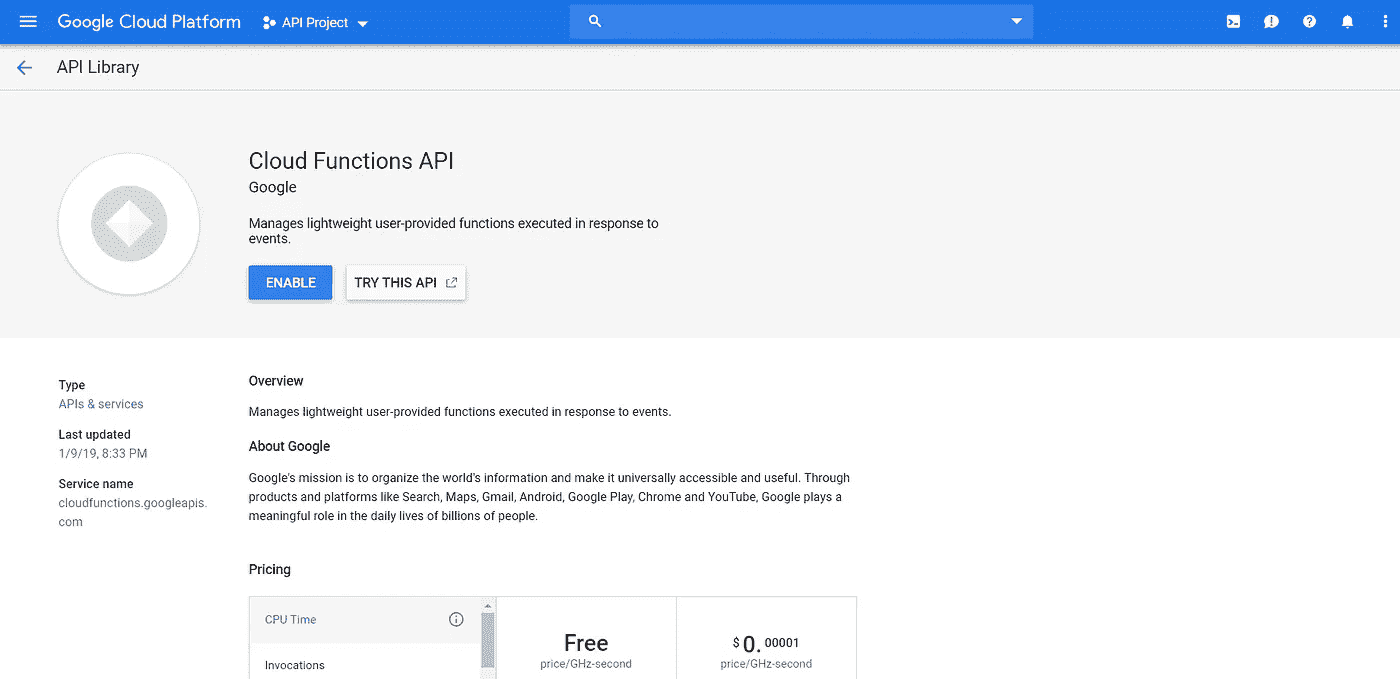 Google Cloud Platform API Project
API Library
Cloud Functions API
Google
Manages lightweight user-provided functions executed in response to
events.
ENABLE TRY THIS API
Type
APIs & services
Last updated
1/9/19, 8:33 PM
Service name
cloudfunctions.googleapis.
com
Overview
Manages lightweight user-provided functions executed in response to events.
About Google
Google's mission is to organize the world's information and make it universally accessible and useful. Through
products and platforms like Search, Maps, Gmail, Android, Google Play, Chrome and YouTube, Google plays a
meaningful role in the daily lives of billions of people.
Pricing
CPU Time
Invocations
Free
price/GHz-second
$0.00001
price/GHz-second